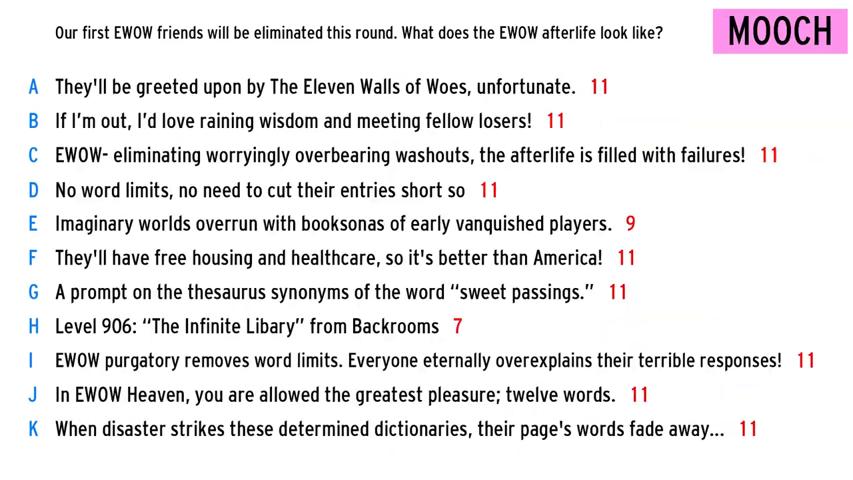 Our first EWOW friends will be eliminated this round. What does the EWOW afterlife look like?
MOOCH
A They'll be greeted upon by The Eleven Walls of Woes, unfortunate. 11
B If I'm out, I'd love raining wisdom and meeting fellow losers! 11
C EWOW- eliminating worryingly overbearing washouts, the afterlife is filled with failures! 11
D No word limits, no need to cut their entries short so 11
E Imaginary worlds overrun with booksonas of early vanquished players. 9
F They'll have free housing and healthcare, so it's better than America! 11
G A prompt on the thesaurus synonyms of the word “sweet passings.” 11
H Level 906: “The Infinite Libary” from Backrooms 7
I EWOW purgatory removes word limits. Everyone eternally overexplains their terrible responses! 11
J In EWOW Heaven, you are allowed the greatest pleasure; twelve words. 11
K When disaster strikes these determined dictionaries, their page's words fade away... 11